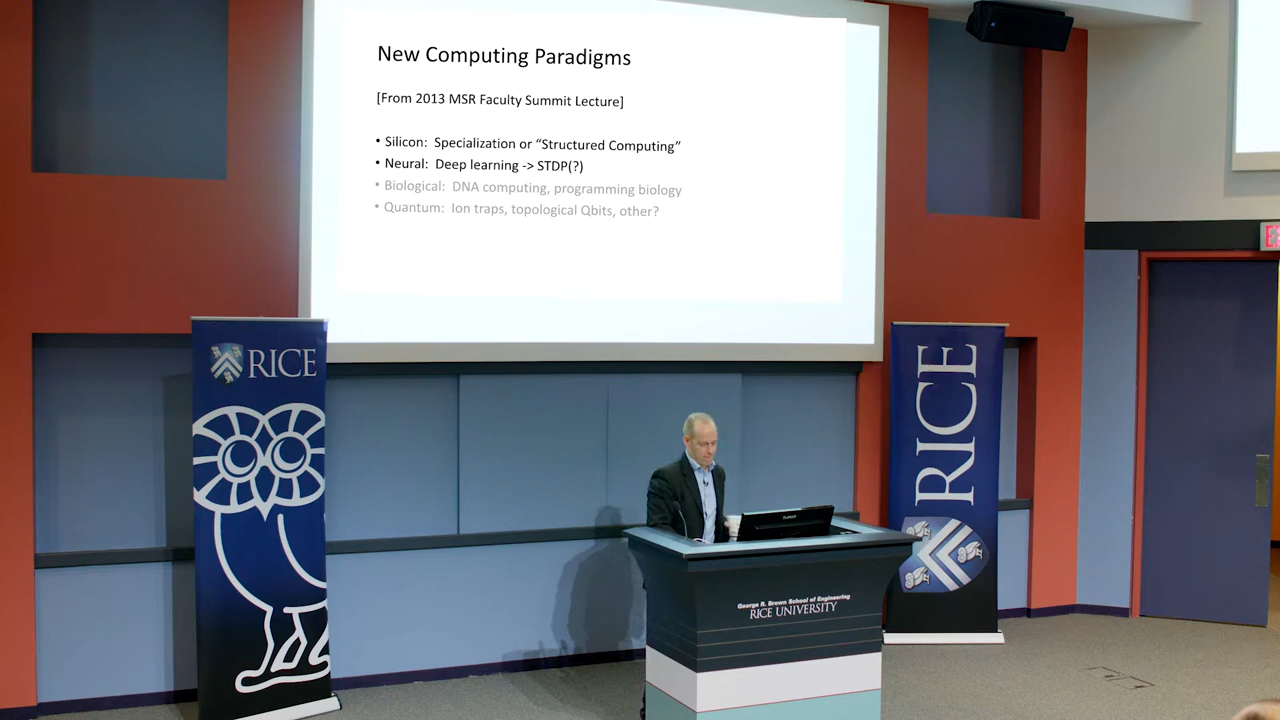 New Computing Paradigms
[From 2013 MSR Faculty Summit Lecture]
• Silicon: Specialization or “Structured Computing”
• Neural: Deep learning -> STDP(?)
• Biological: DNA computing, programming biology
• Quantum: Ion traps, topological Qbits, other?
RICE
RICE
George R. Brown School of Engineering
RICE UNIVERSITY